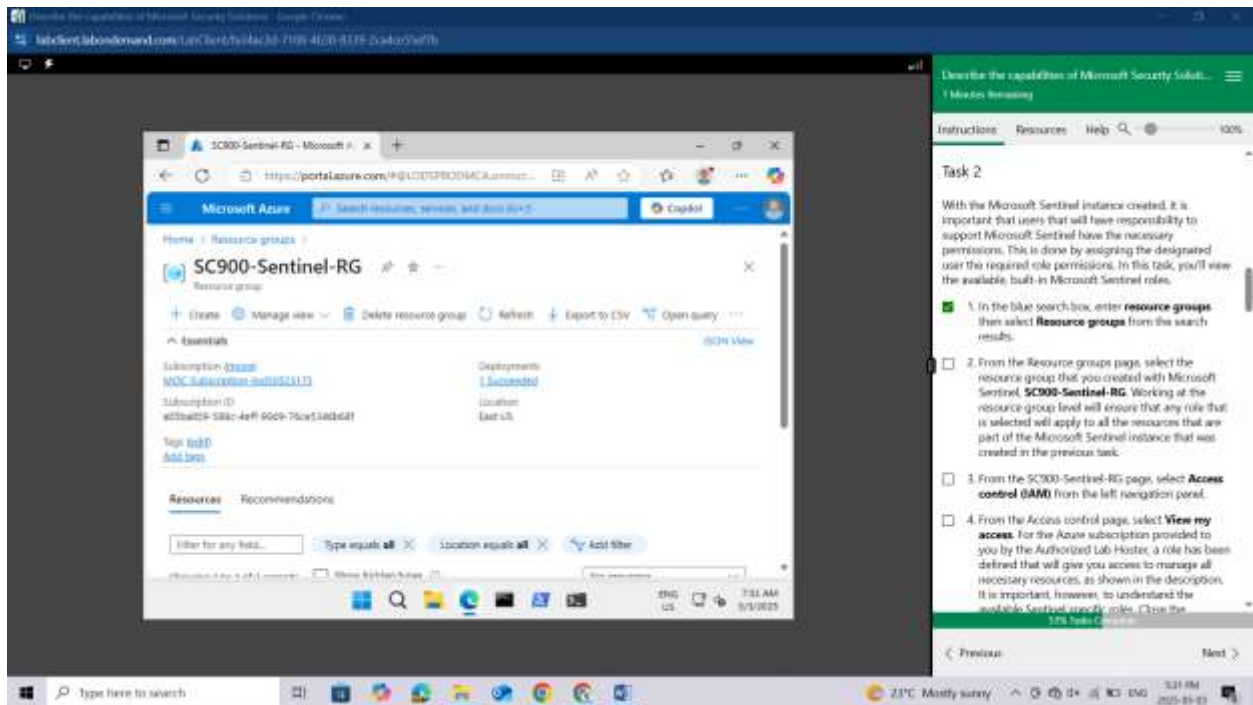 Describe the capabilities of Microsoft Security Solutions - Google Chrome
labclient.labondemand.com/LabClient/
SC900-Sentinel-RG - Microsoft A
https://portal.azure.com/
Microsoft Azure
Search resources, services, and docs (G+/)
Copilot
Home > Resource groups >
SC900-Sentinel-RG
Resource group
Create
Manage view
Delete resource group
Refresh
Export to CSV
Open query
Essentials
JSON View
Subscription (move)
Deployments
1 Succeeded
Subscription ID
Location
East US
Tags (edit)
Add tags
Resources
Recommendations
Filter for any field...
Type equals all
Location equals all
Add filter
Show hidden types
No grouping
ENG
US
7:31 AM
5/3/2025
Describe the capabilities of Microsoft Security Soluti...
Minutes Remaining
Instructions
Resources
Help
100%
Task 2
With the Microsoft Sentinel instance created, it is
important that users that will have responsibility to
support Microsoft Sentinel have the necessary
permissions. This is done by assigning the designated
user the required role permissions. In this task, you'll view
the available, built-in Microsoft Sentinel roles.
1. In the blue search box, enter resource groups
then select Resource groups from the search
results.
2. From the Resource groups page, select the
resource group that you created with Microsoft
Sentinel, SC900-Sentinel-RG. Working at the
resource group level will ensure that any role that
is selected will apply to all the resources that are
part of the Microsoft Sentinel instance that was
created in the previous task.
3. From the SC900-Sentinel-RG page, select Access
control (IAM) from the left navigation panel.
4. From the Access control page, select View my
access. For the Azure subscription provided to
you by the Authorized Lab Hoster, a role has been
defined that will give you access to manage all
necessary resources, as shown in the description.
It is important, however, to understand the
available Sentinel specific roles. Close the
Tasks Complete
Previous
Next
Type here to search
23°C Mostly sunny
ENG
5:31 PM
2025-05-03